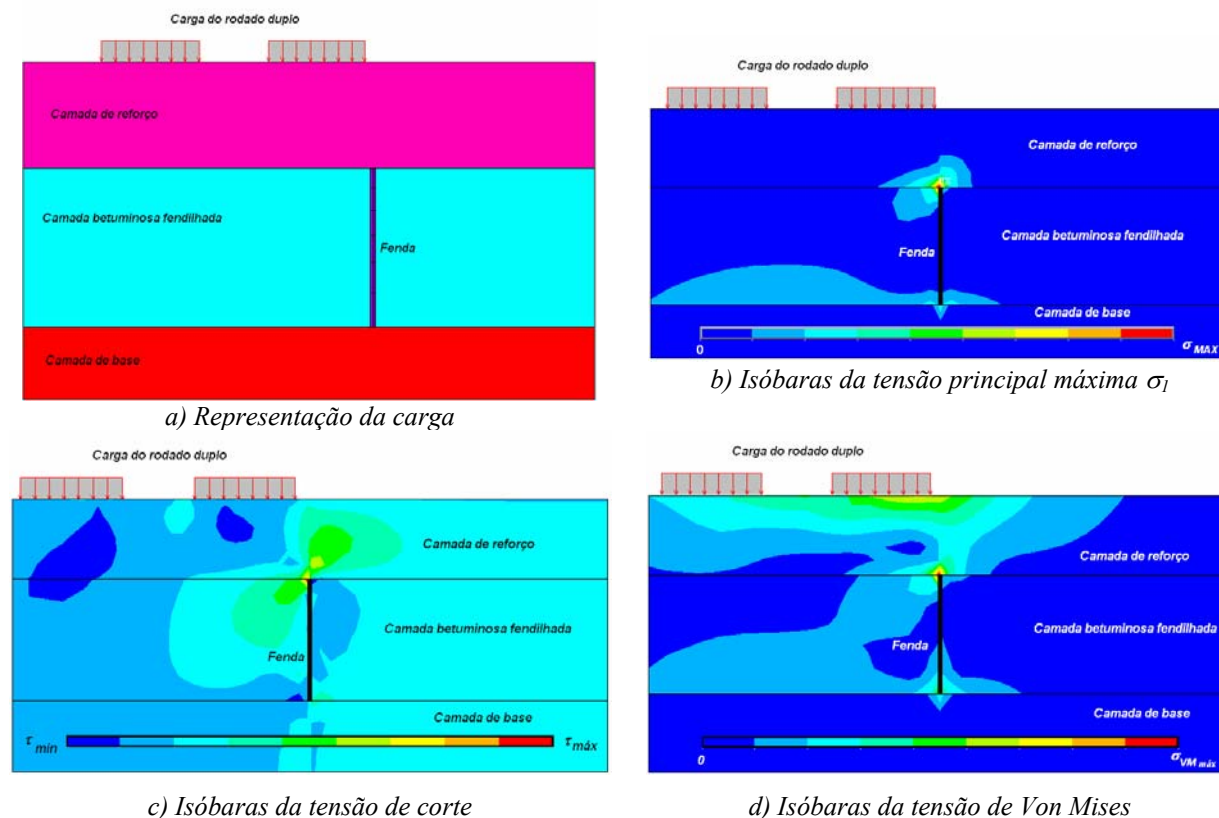 Carga do rodado duplo
Camada de reforço
Camada betuminosa fendilhada
Fenda
Camada de base
a) Representação da carga
Carga do rodado duplo
Camada de reforço
Camada betuminosa fendilhada
Fenda
Camada de base
0
σ MAX
b) Isóbaras da tensão principal máxima σ1
Carga do rodado duplo
Camada de reforço
Camada betuminosa fendilhada
Fenda
Camada de base
τ min
τ máx
c) Isóbaras da tensão de corte
Carga do rodado duplo
Camada de reforço
Camada betuminosa fendilhada
Fenda
Camada de base
0
σ VM máx
d) Isóbaras da tensão de Von Mises